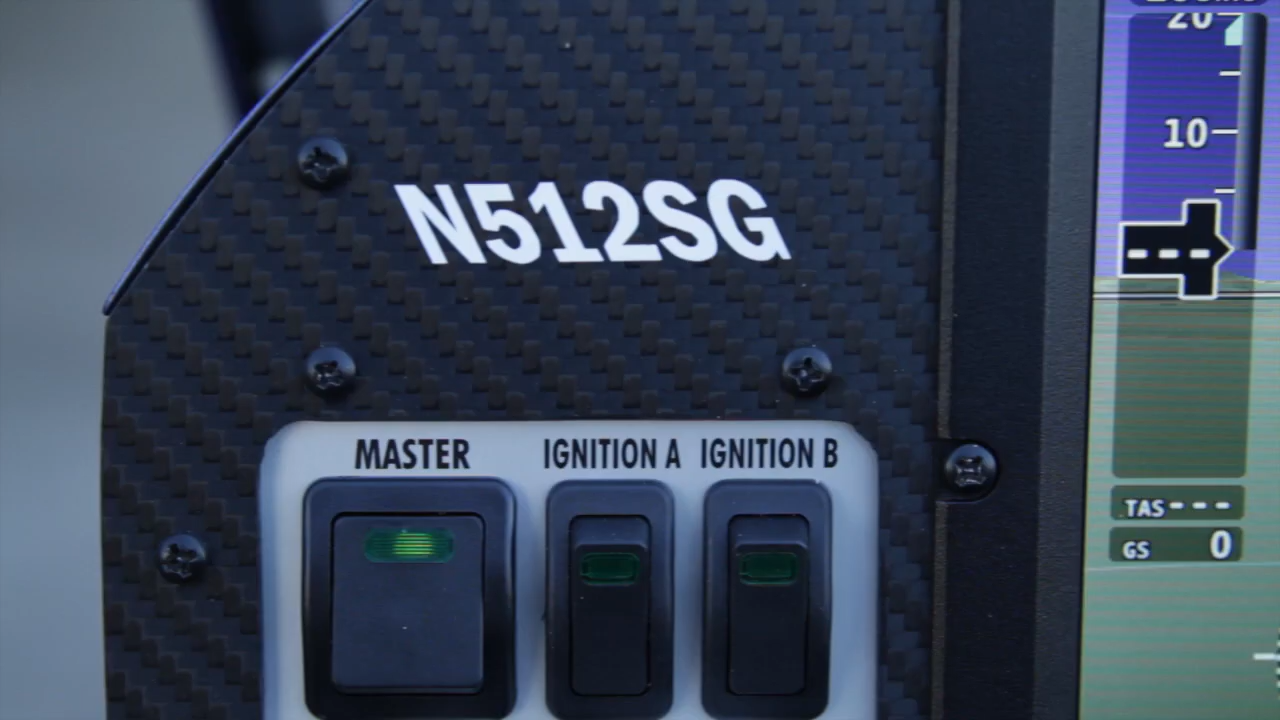 20
10
N512SG
MASTER
IGNITION A
IGNITION B
TAS---
GS 0